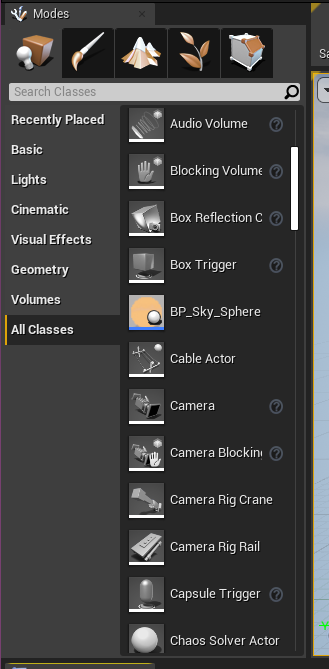 Modes
Search Classes
Recently Placed
Basic
Lights
Cinematic
Visual Effects
Geometry
Volumes
All Classes
Audio Volume
Blocking Volume
Box Reflection C
Box Trigger
BP_Sky_Sphere
Cable Actor
Camera
Camera Blocking
Camera Rig Crane
Camera Rig Rail
Capsule Trigger
Chaos Solver Actor
Sa